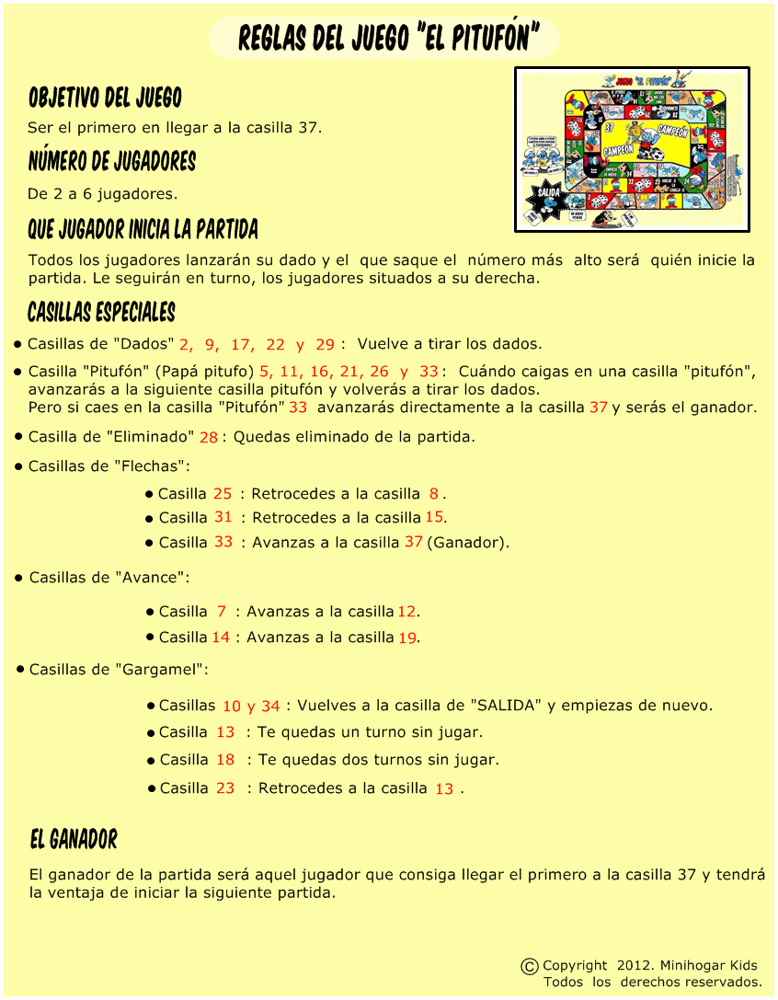 REGLAS DEL JUEGO "EL PITUFÓN"
OBJETIVO DEL JUEGO
Ser el primero en llegar a la casilla 37.
NÚMERO DE JUGADORES
De 2 a 6 jugadores.
JUEGO "EL PITUFÓN"
37
CAMPEÓN
CAMPEÓN
SALIDA
QUE JUGADOR INICIA LA PARTIDA
Todos los jugadores lanzarán su dado y el que saque el número más alto será quién inicie la
partida. Le seguirán en turno, los jugadores situados a su derecha.
CASILLAS ESPECIALES
• Casillas de "Dados" 2, 9, 17, 22 y 29 : Vuelve a tirar los dados.
• Casilla "Pitufón" (Papá pitufo) 5, 11, 16, 21, 26 y 33 : Cuándo caigas en una casilla "pitufón",
avanzarás a la siguiente casilla pitufón y volverás a tirar los dados.
Pero si caes en la casilla "Pitufón" 33 avanzarás directamente a la casilla 37 y serás el ganador.
• Casilla de "Eliminado" 28 : Quedas eliminado de la partida.
• Casillas de "Flechas":
• Casilla 25 : Retrocedes a la casilla 8 .
• Casilla 31 : Retrocedes a la casilla 15.
• Casilla 33 : Avanzas a la casilla 37 (Ganador).
• Casillas de "Avance":
• Casilla 7 : Avanzas a la casilla 12.
• Casilla 14 : Avanzas a la casilla 19.
• Casillas de "Gargamel":
• Casillas 10 y 34 : Vuelves a la casilla de "SALIDA" y empiezas de nuevo.
• Casilla 13 : Te quedas un turno sin jugar.
• Casilla 18 : Te quedas dos turnos sin jugar.
• Casilla 23 : Retrocedes a la casilla 13 .
EL GANADOR
El ganador de la partida será aquel jugador que consiga llegar el primero a la casilla 37 y tendrá
la ventaja de iniciar la siguiente partida.
© Copyright 2012. Minihogar Kids
Todos los derechos reservados.